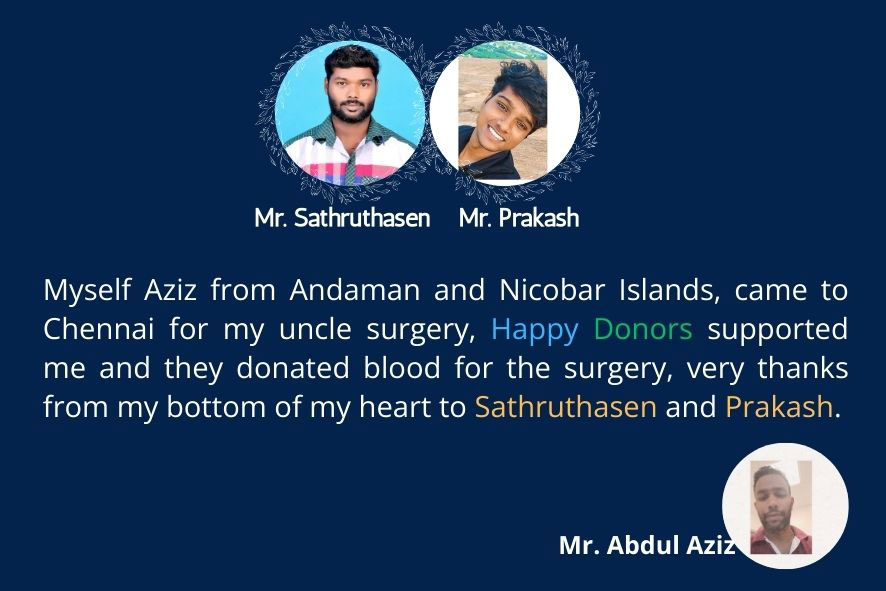 Mr. Sathruthasen Mr. Prakash
Myself Aziz from Andaman and Nicobar Islands, came to
Chennai for my uncle surgery, Happy Donors supported
me and they donated blood for the surgery, very thanks
from my bottom of my heart to Sathruthasen and Prakash.
Mr. Abdul Aziz